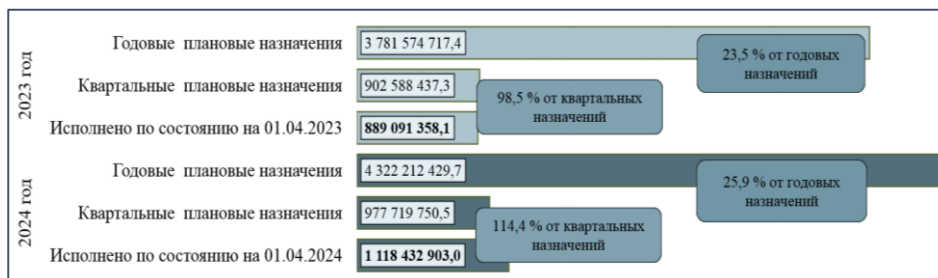 2023 год
Годовые плановые назначения
3 781 574 717,4
23,5 % от годовых
назначений
Квартальные плановые назначения
902 588 437,3
98,5 % от квартальных
назначений
Исполнено по состоянию на 01.04.2023
889 091 358,1
2024 год
Годовые плановые назначения
4 322 212 429,7
25,9 % от годовых
назначений
Квартальные плановые назначения
977 719 750,5
114,4 % от квартальных
назначений
Исполнено по состоянию на 01.04.2024
1 118 432 903,0